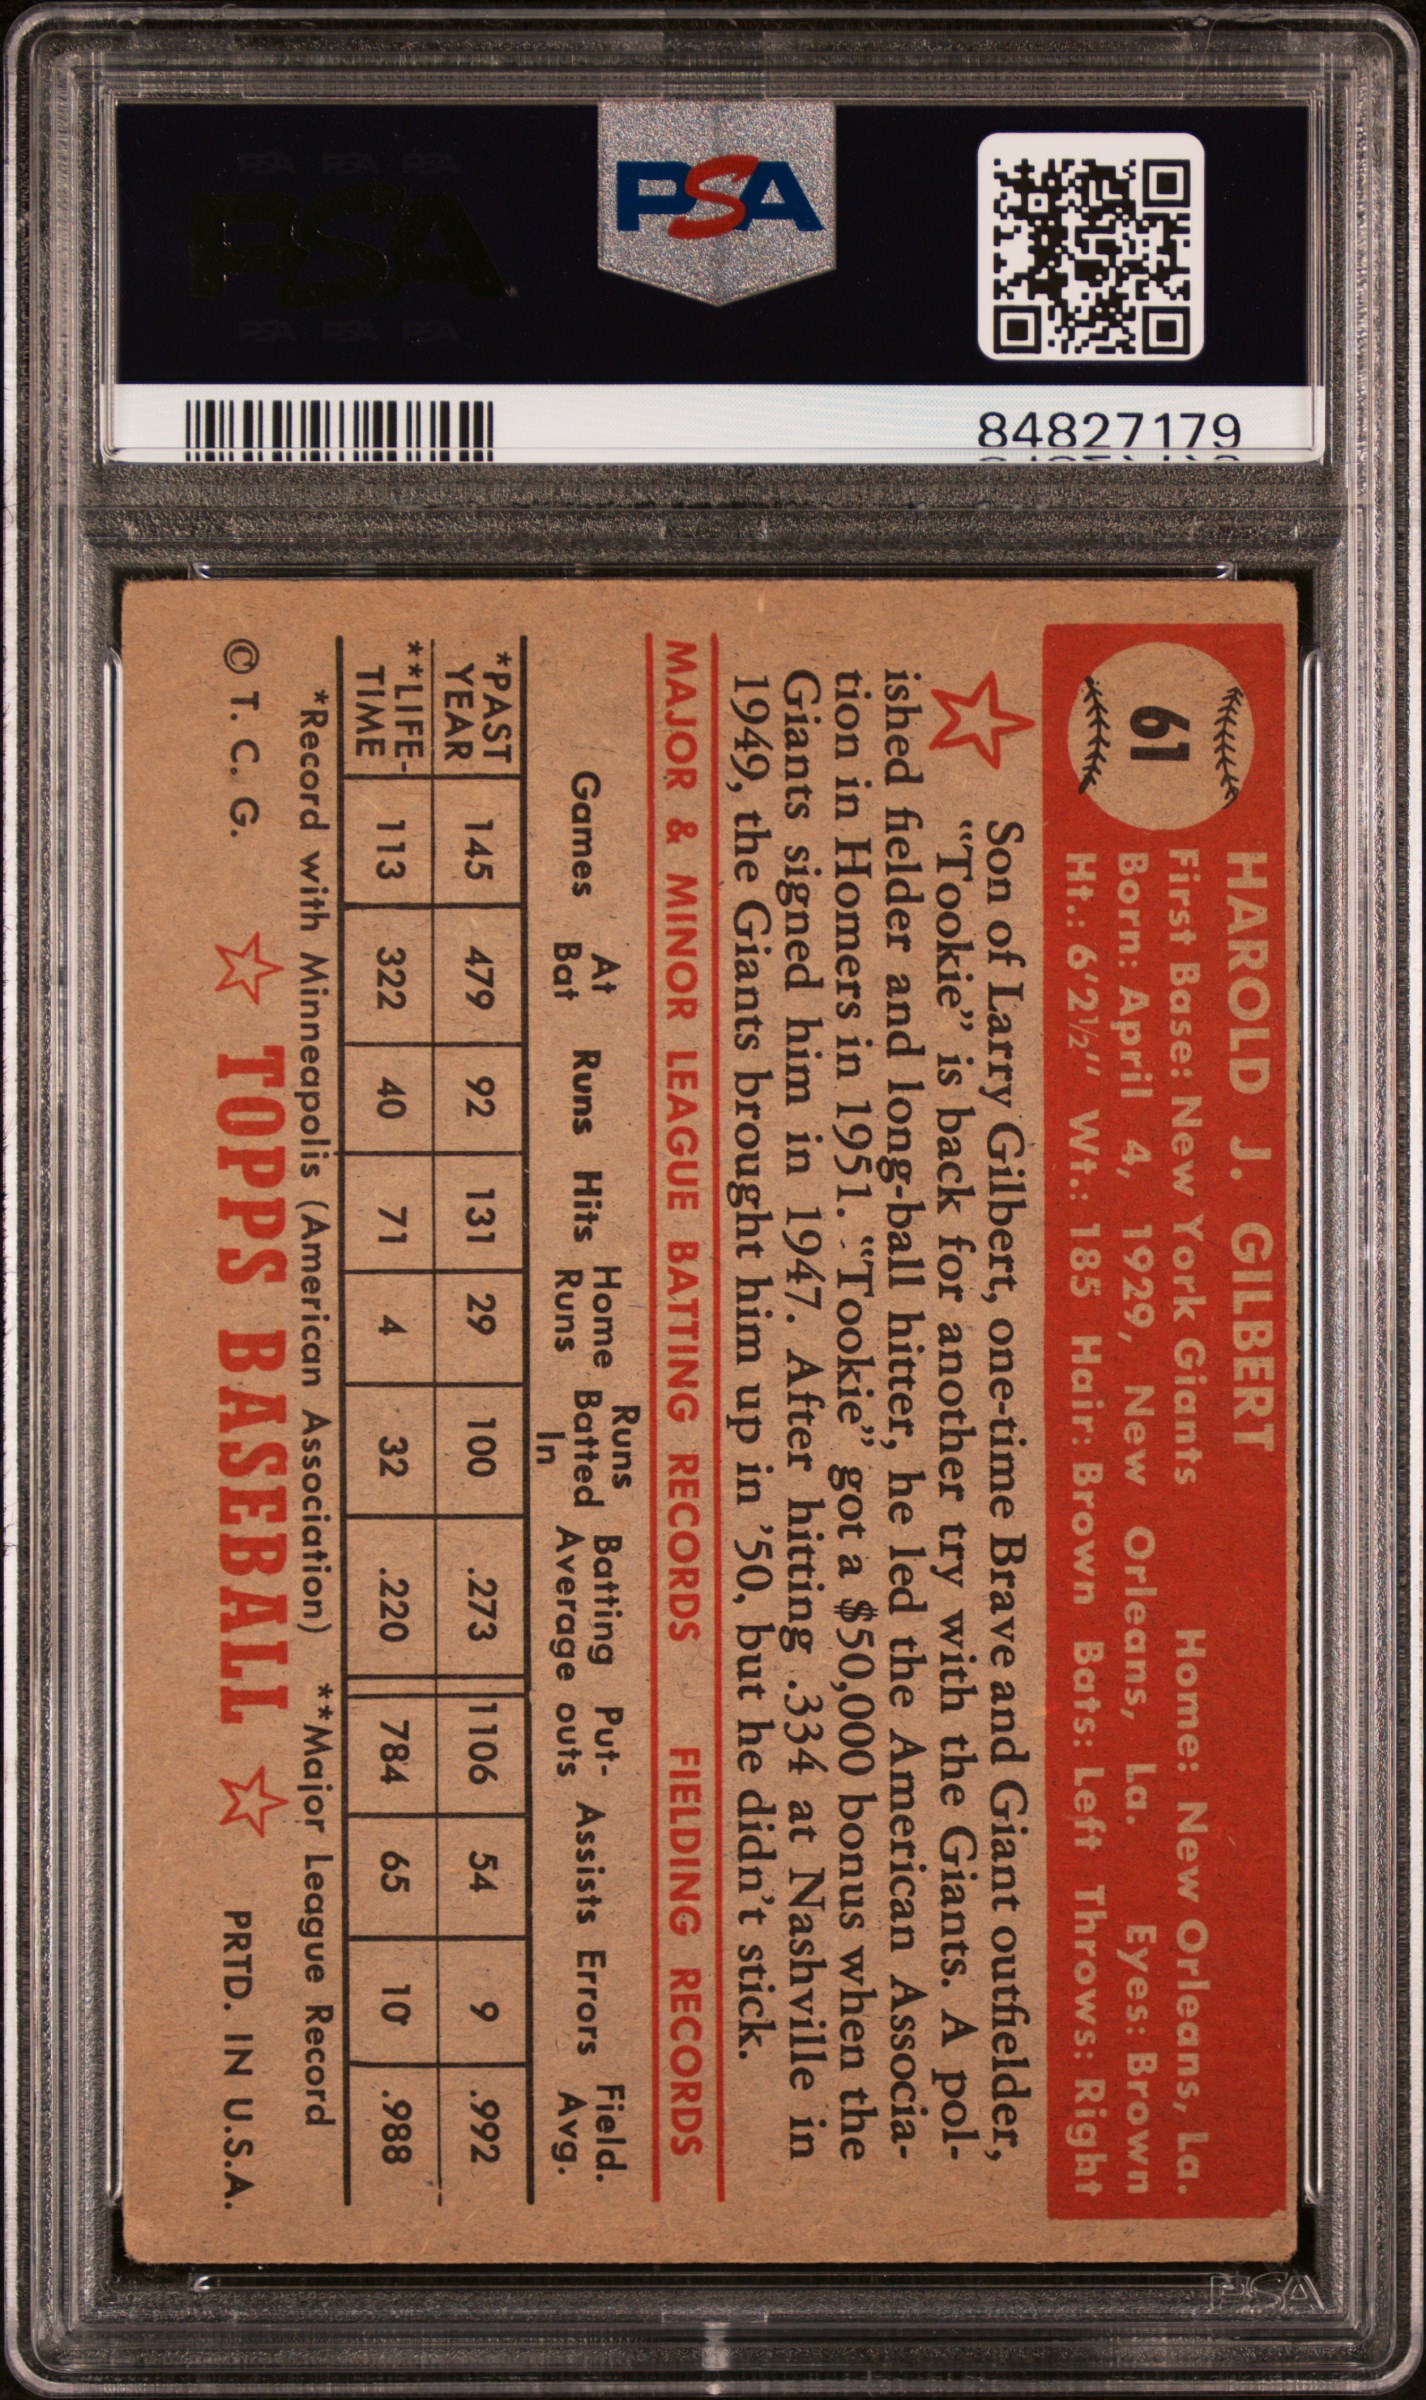 PSA PSA PSA
PSA
PSA PSA PSA
PSA
84827179
61
HAROLD J. GILBERT
First Base: New York Giants Home: New Orleans, La.
Born: April 4, 1929, New Orleans, La. Eyes: Brown
Ht.: 6'2½" Wt.: 185 Hair: Brown Bats: Left Throws: Right
Son of Larry Gilbert, one-time Brave and Giant outfielder,
"Tookie" is back for another try with the Giants. A pol-
ished fielder and long-ball hitter, he led the American Associa-
tion in Homers in 1951. "Tookie" got a $50,000 bonus when the
Giants signed him in 1947. After hitting .334 at Nashville in
1949, the Giants brought him up in '50, but he didn't stick.
MAJOR & MINOR LEAGUE BATTING RECORDS FIELDING RECORDS
Games At Bat Runs Hits Home Runs Runs Batted In Batting Average Put-outs Assists Errors Field. Avg.
*PAST YEAR 145 479 92 131 29 100 .273 1106 54 9 .992
**LIFE-TIME 113 322 40 71 4 32 .220 784 65 10 .988
*Record with Minneapolis (American Association) **Major League Record
© T. C. G. TOPPS BASEBALL PRTD. IN U.S.A.
PSA